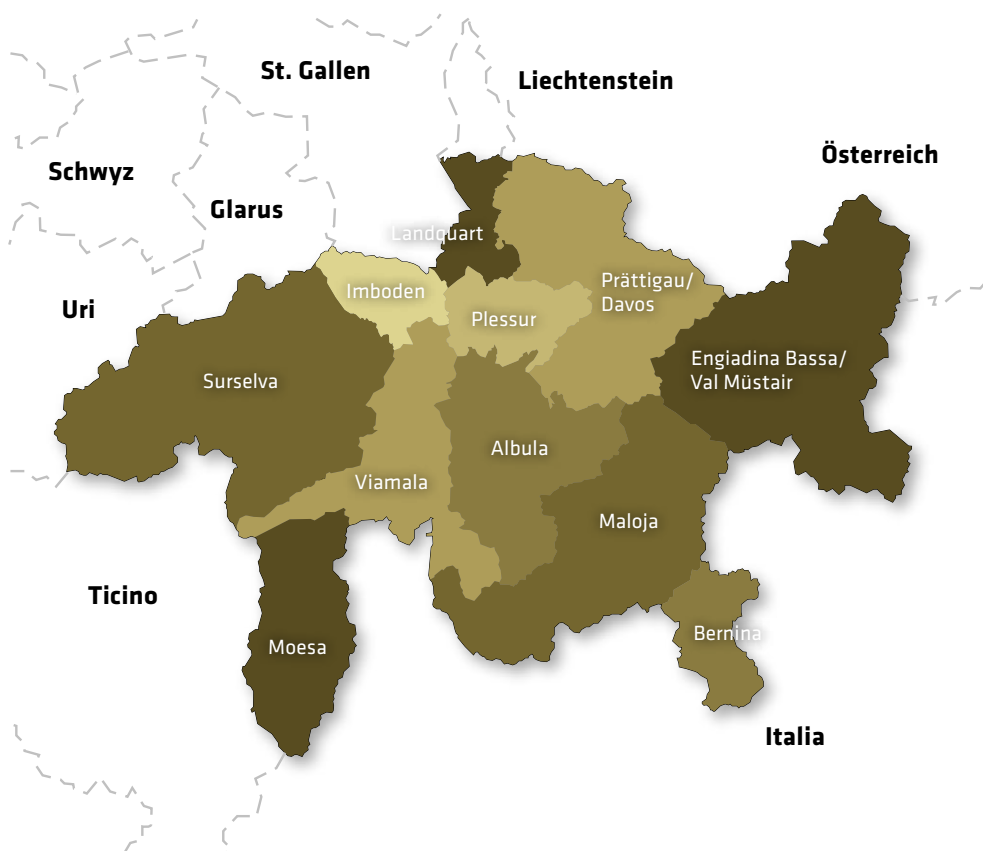 St. Gallen
Liechtenstein
Österreich
Schwyz
Glarus
Landquart
Uri
Imboden
Plessur
Prättigau/
Davos
Surselva
Engiadina Bassa/
Val Müstair
Albula
Viamala
Maloja
Ticino
Moesa
Bernina
Italia